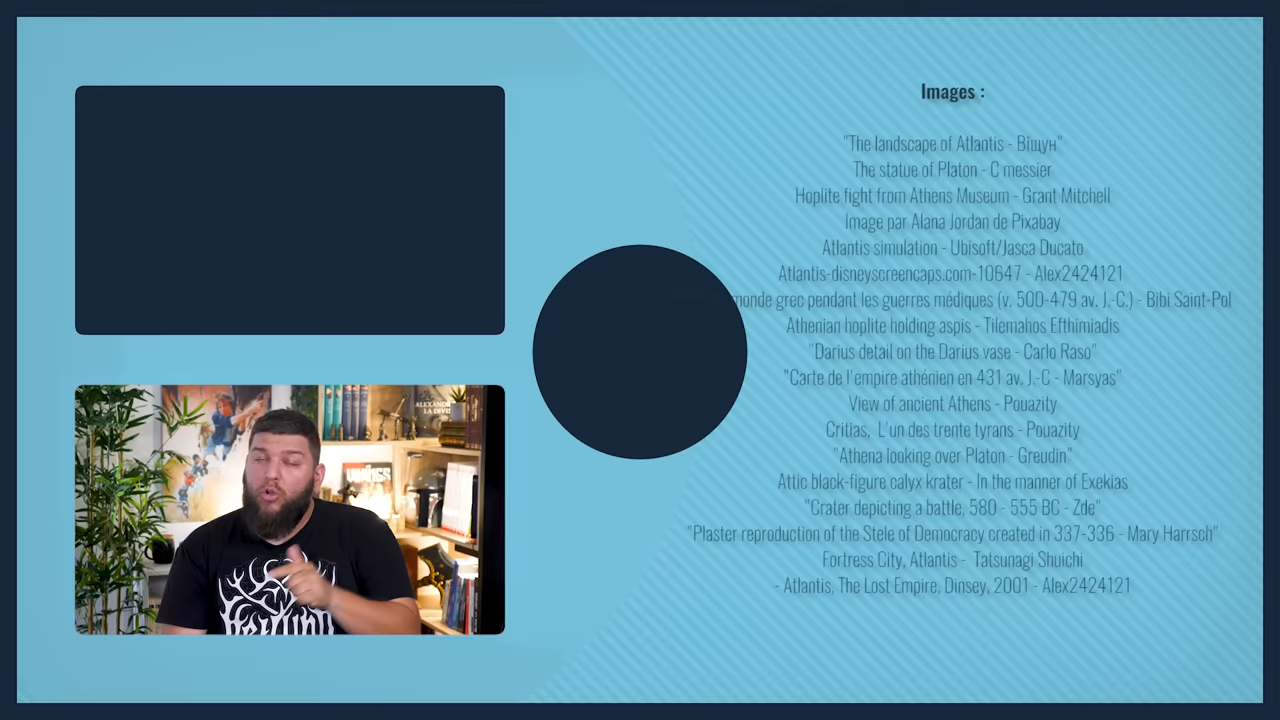 Images :
"The landscape of Atlantis - Віщун"
The statue of Platon - C messier
Hoplite fight from Athens Museum - Grant Mitchell
Image par Alana Jordan de Pixabay
Atlantis simulation - Ubisoft/Jasca Ducato
Atlantis-disneyscreencaps.com-10647 - Alex2424121
monde grec pendant les guerres médiques (v. 500-479 av. J.-C.) - Bibi Saint-Pol
Athenian hoplite holding aspis - Tilemahos Efthimiadis
"Darius detail on the Darius vase - Carlo Raso"
"Carte de l'empire athénien en 431 av. J.-C - Marsyas"
View of ancient Athens - Pouazity
Critias, L'un des trente tyrans - Pouazity
"Athena looking over Platon - Greudin"
Attic black-figure calyx krater - In the manner of Exekias
"Crater depicting a battle, 580 - 555 BC - Zde"
"Plaster reproduction of the Stele of Democracy created in 337-336 - Mary Harrsch"
Fortress City, Atlantis - Tatsunagi Shuichi
- Atlantis, The Lost Empire, Dinsey, 2001 - Alex2424121
ALEXANDRE
LA DIVIN
VIKINGS